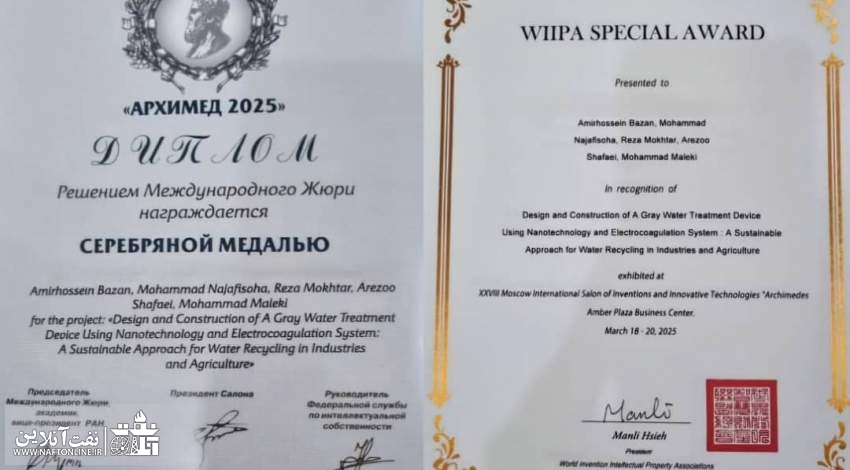 «АРХИМЕД 2025»
ДИПЛОМ
Решением Международного Жюри
награждается
СЕРЕБРЯНОЙ МЕДАЛЬЮ
Amirhossein Bazan, Mohammad Najafisoha, Reza Mokhtar, Arezoo
Shafaei, Mohammad Maleki
for the project: «Design and Construction of A Gray Water Treatment
Device Using Nanotechnology and Electrocoagulation System:
A Sustainable Approach for Water Recycling in Industries
and Agriculture»
Председатель
Международного Жюри,
академик,
вице-президент РАН
Президент Салона
Руководитель
Федеральной службы
по интеллектуальной
собственности
نفت آنلاین
WWW.NAFTONLINE.IR
WIIPA SPECIAL AWARD
Presented to
Amirhossein Bazan, Mohammad
Najafisoha, Reza Mokhtar, Arezoo
Shafaei, Mohammad Maleki
In recognition of
Design and Construction of A Gray Water Treatment Device
Using Nanotechnology and Electrocoagulation System : A Sustainable
Approach for Water Recycling in Industries and Agriculture
exhibited at
XXVIII Moscow International Salon of Inventions and Innovative Technologies "Archimedes
Amber Plaza Business Center,
March 18 - 20, 2025
Manli
Manli Hsieh
President
World Invention Intellectual Property Associations